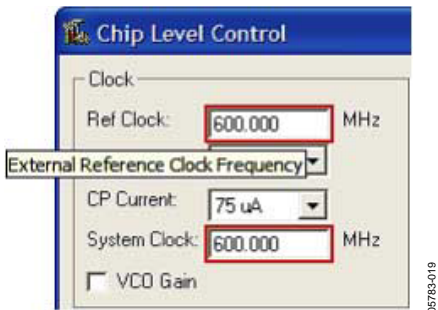 Chip Level Control
Clock
Ref Clock: 600.000 MHz
External Reference Clock Frequency
CP Current: 75 uA
System Clock: 600.000 MHz
VCO Gain
05783-019